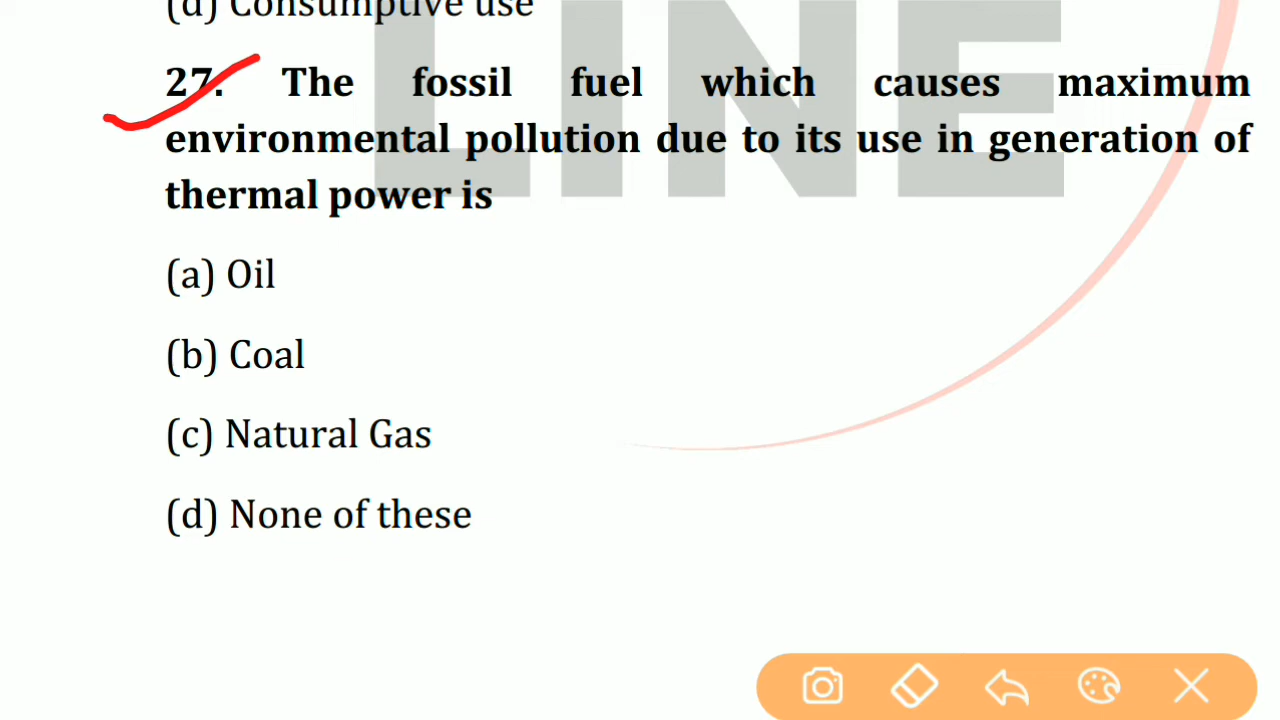 (d) Consumptive use
LINE
27. The fossil fuel which causes maximum
environmental pollution due to its use in generation of
thermal power is
(a) Oil
(b) Coal
(c) Natural Gas
(d) None of these